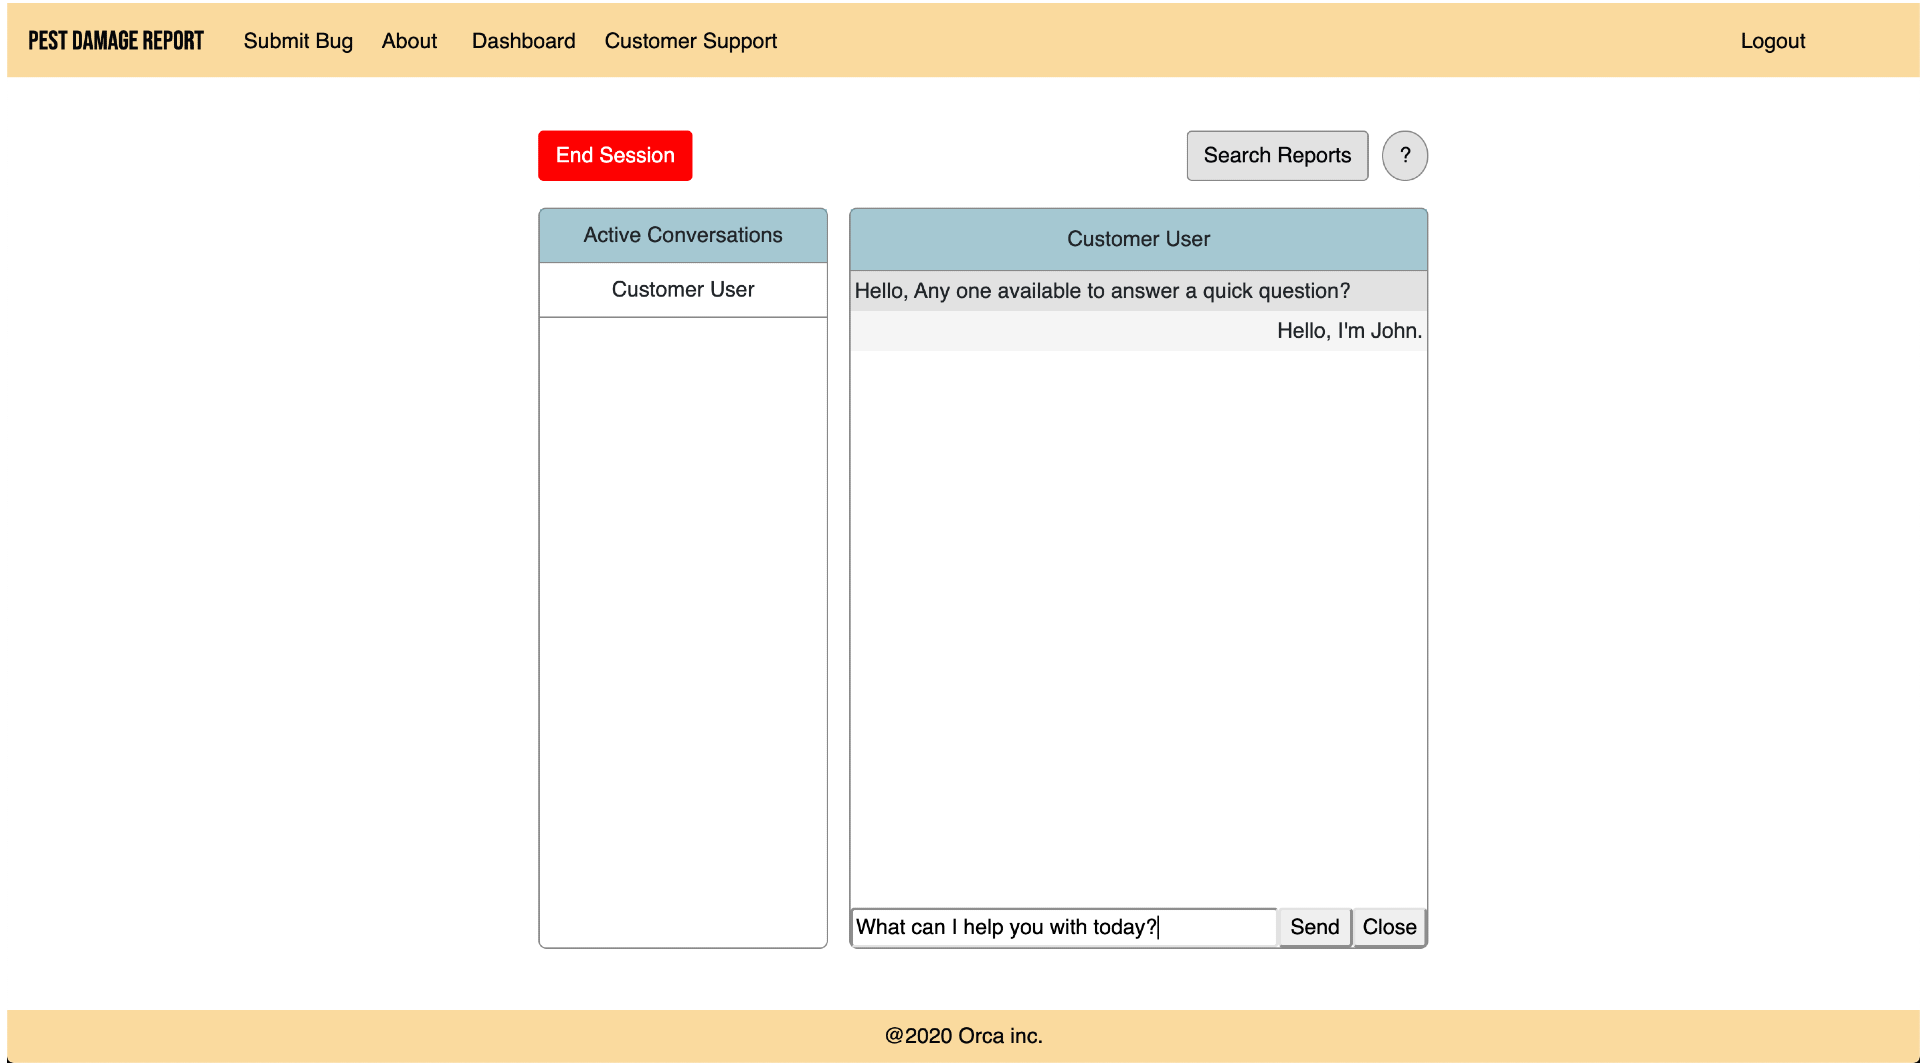 PEST DAMAGE REPORT Submit Bug About Dashboard Customer Support Logout
End Session Search Reports ?
Active Conversations
Customer User
Customer User
Hello, Any one available to answer a quick question?
Hello, I'm John.
What can I help you with today? Send Close
@2020 Orca inc.